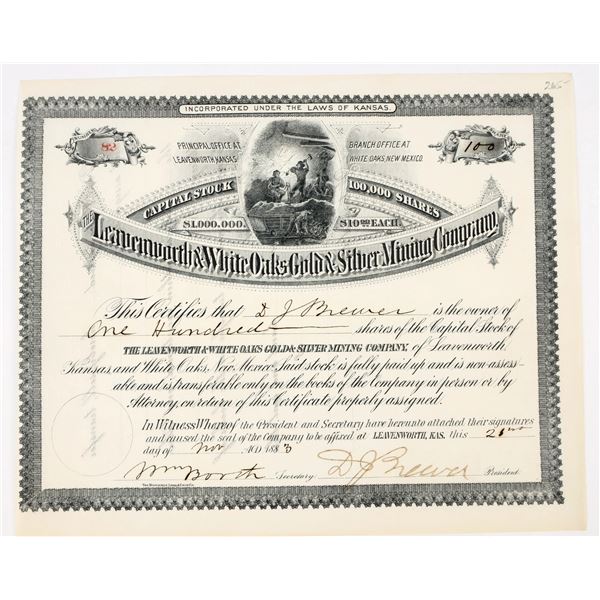 265-
INCORPORATED UNDER THE LAWS OF KANSAS.
82
100
PRINCIPAL OFFICE AT
LEAVENWORTH, KANSAS.
BRANCH OFFICE AT
WHITE OAKS, NEW MEXICO.
CAPITAL STOCK
100,000 SHARES
$1,000,000.
$10.00 EACH.
THE Leavenworth & White Oaks Gold & Silver Mining Company
This Certifies that D J Brewer is the owner of
One Hundred shares of the Capital Stock of
THE LEAVENWORTH & WHITE OAKS GOLD & SILVER MINING COMPANY, of Leavenworth,
Kansas, and White Oaks, New Mexico. Said stock is fully paid up and is non-assess-
able and is transferable only on the books of the Company in person or by
Attorney, on return of this Certificate properly assigned.
In Witness Whereof the President and Secretary have hereunto attached their signatures
and caused the seal of the Company to be affixed at LEAVENWORTH, KAS. this
day of Nov A.D. 1883
Wm Booth Secretary. D J Brewer President.